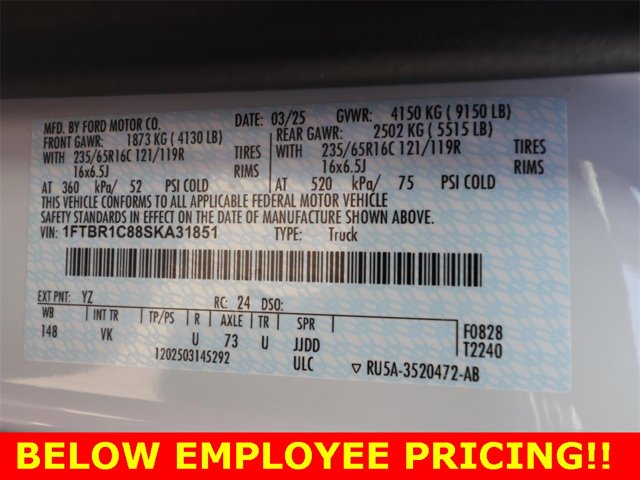 MFD. BY FORD MOTOR CO.
DATE: 03/25 GVWR: 4150 KG ( 9150 LB)
FRONT GAWR: 1873 KG ( 4130 LB) REAR GAWR: 2502 KG ( 5515 LB)
WITH 235/65R16C 121/119R TIRES WITH 235/65R16C 121/119R TIRES
16x6.5J RIMS 16x6.5J RIMS
AT 360 kPa/ 52 PSI COLD AT 520 kPa/ 75 PSI COLD
THIS VEHICLE CONFORMS TO ALL APPLICABLE FEDERAL MOTOR VEHICLE
SAFETY STANDARDS IN EFFECT ON THE DATE OF MANUFACTURE SHOWN ABOVE.
VIN: 1FTBR1C88SKA31851 TYPE: Truck
EXT PNT: YZ RC: 24 DSO:
WB INT TR TP/PS R AXLE TR SPR F0828
148 VK U 73 U JJDD T2240
1202503145292 ULC ▽ RU5A-3520472-AB
BELOW EMPLOYEE PRICING!!